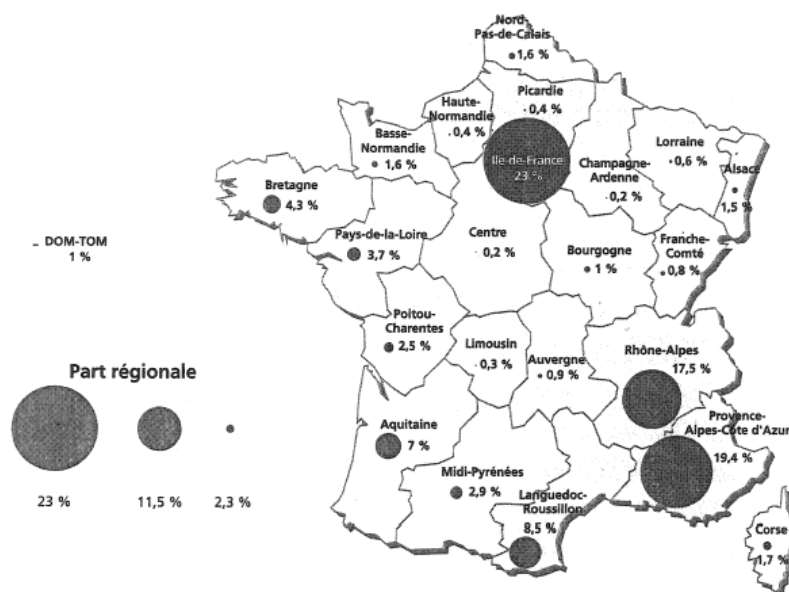 Nord-
Pas-de-Calais
1,6 %
Picardie
0,4 %
Haute-
Normandie
0,4 %
Basse-
Normandie
1,6 %
Ile-de-France
23 %
Champagne-
Ardenne
0,2 %
Lorraine
0,6 %
Alsace
1,5 %
Bretagne
4,3 %
Pays-de-la-Loire
3,7 %
Centre
0,2 %
Bourgogne
1 %
Franche-
Comté
0,8 %
DOM-TOM
1 %
Poitou-
Charentes
2,5 %
Limousin
0,3 %
Auvergne
0,9 %
Rhône-Alpes
17,5 %
Part régionale
23 %
11,5 %
2,3 %
Aquitaine
7 %
Midi-Pyrénées
2,9 %
Languedoc-
Roussillon
8,5 %
Provence-
Alpes-Côte d'Azur
19,4 %
Corse
1,7 %